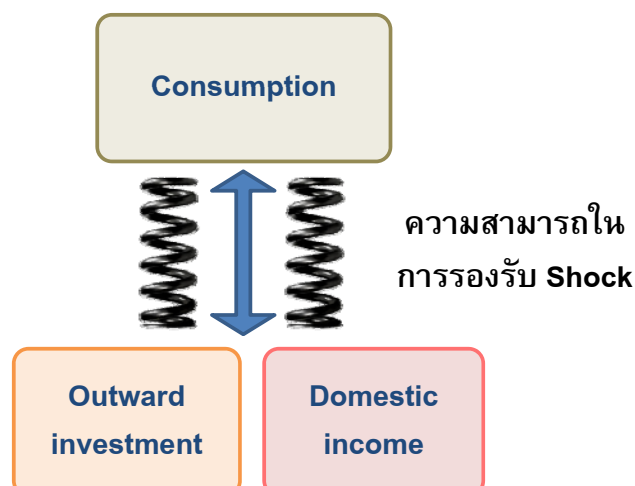 Consumption
ความสามารถใน
การรองรับ Shock
Outward
investment
Domestic
income